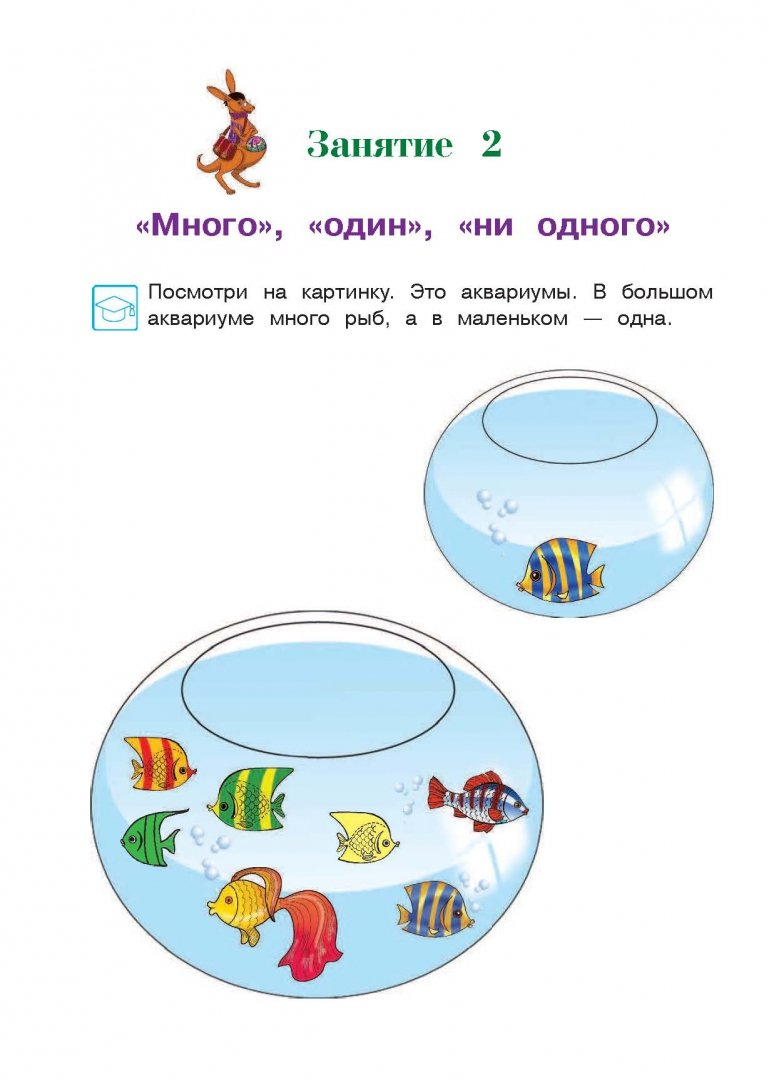 Занятие 2
«Много», «один», «ни одного»
Посмотри на картинку. Это аквариумы. В большом
аквариуме много рыб, а в маленьком — одна.